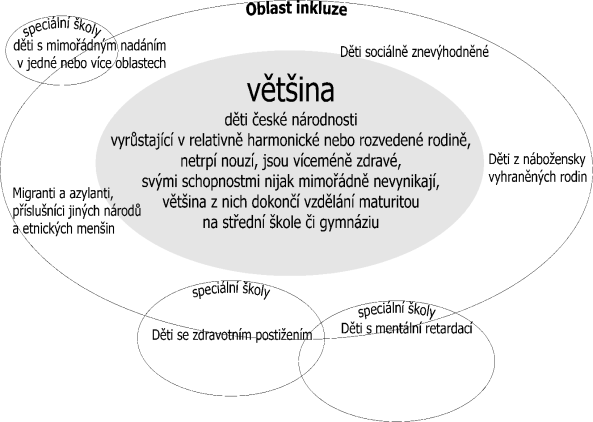 Oblast inkluze
speciální školy
děti s mimořádným nadáním
v jedné nebo více oblastech
Děti sociálně znevýhodněné
většina
děti české národnosti
vyrůstající v relativně harmonické nebo rozvedené rodině,
netrpí nouzí, jsou víceméně zdravé,
svými schopnostmi nijak mimořádně nevynikají,
většina z nich dokončí vzdělání maturitou
na střední škole či gymnáziu
Děti z nábožensky
vyhraněných rodin
Migranti a azylanti,
příslušníci jiných národů
a etnických menšin
speciální školy
Děti se zdravotním postižením
speciální školy
Děti s mentální retardací